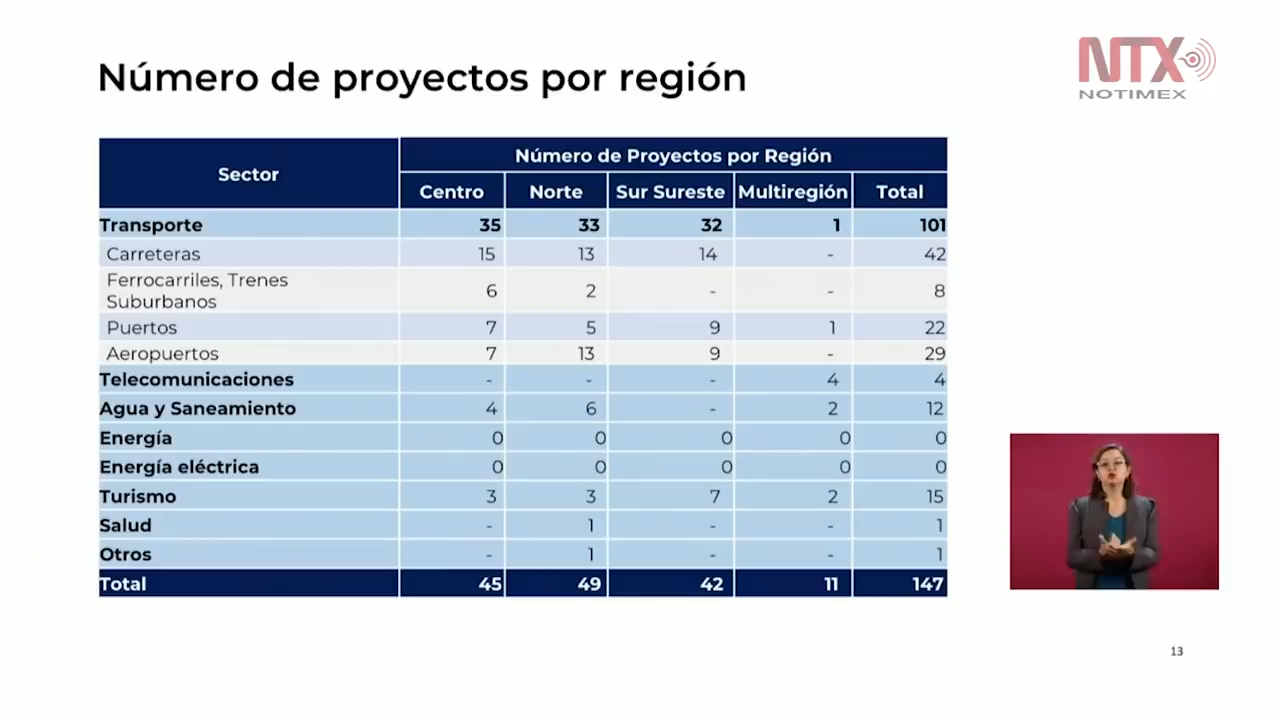 Número de proyectos por región
NTX
NOTIMEX
Sector
Número de Proyectos por Región
Centro Norte Sur Sureste Multiregión Total
Transporte 35 33 32 1 101
Carreteras 15 13 14 - 42
Ferrocarriles, Trenes
Suburbanos 6 2 - - 8
Puertos 7 5 9 1 22
Aeropuertos 7 13 9 - 29
Telecomunicaciones - - - 4 4
Agua y Saneamiento 4 6 - 2 12
Energía 0 0 0 0 0
Energía eléctrica 0 0 0 0 0
Turismo 3 3 7 2 15
Salud - 1 - - 1
Otros - 1 - - 1
Total 45 49 42 11 147
13